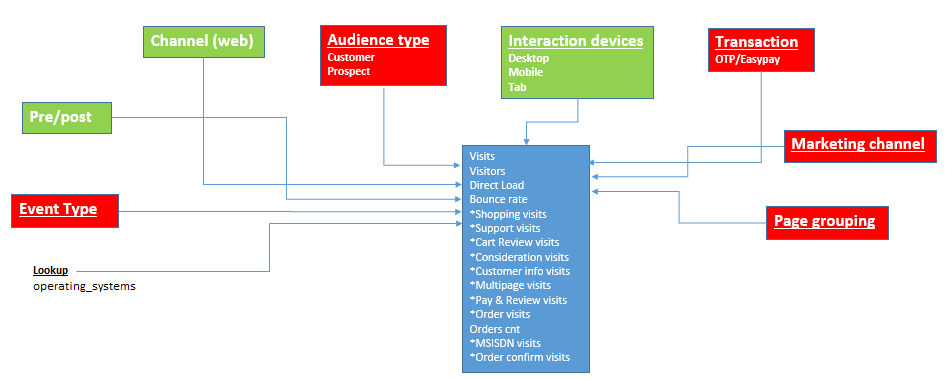 Channel (web)
Audience type
Customer
Prospect
Interaction devices
Desktop
Mobile
Tab
Transaction
OTP/Easypay
Pre/post
Marketing channel
Event Type
Page grouping
Lookup
operating_systems
Visits
Visitors
Direct Load
Bounce rate
*Shopping visits
*Support visits
*Cart Review visits
*Consideration visits
*Customer info visits
*Multipage visits
*Pay & Review visits
*Order visits
Orders cnt
*MSISDN visits
*Order confirm visits